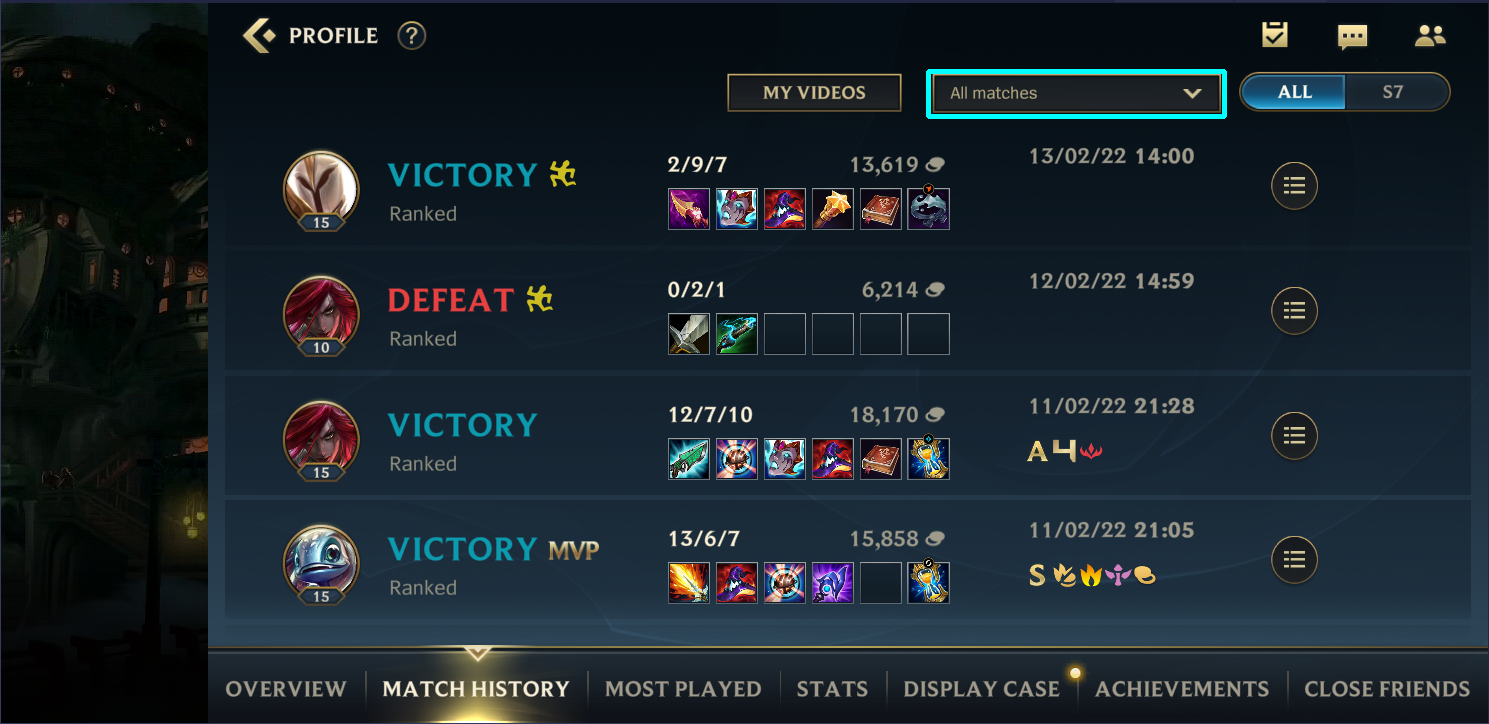 PROFILE ?
MY VIDEOS All matches ALL S7
VICTORY 2/9/7 13,619 13/02/22 14:00
15 Ranked
DEFEAT 0/2/1 6,214 12/02/22 14:59
10 Ranked
VICTORY 12/7/10 18,170 11/02/22 21:28
15 Ranked A 4
VICTORY MVP 13/6/7 15,858 11/02/22 21:05
15 Ranked S
OVERVIEW MATCH HISTORY MOST PLAYED STATS DISPLAY CASE ACHIEVEMENTS CLOSE FRIENDS